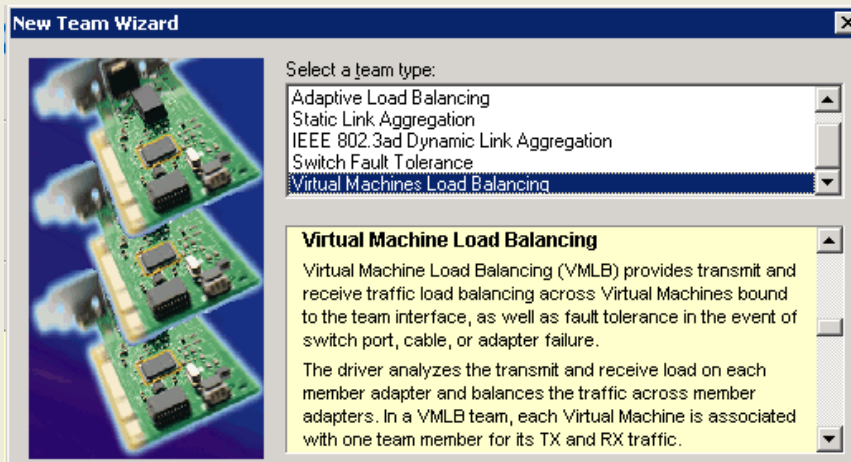 New Team Wizard
Select a team type:
Adaptive Load Balancing
Static Link Aggregation
IEEE 802.3ad Dynamic Link Aggregation
Switch Fault Tolerance
Virtual Machines Load Balancing
Virtual Machine Load Balancing
Virtual Machine Load Balancing (VMLB) provides transmit and
receive traffic load balancing across Virtual Machines bound
to the team interface, as well as fault tolerance in the event of
switch port, cable, or adapter failure.
The driver analyzes the transmit and receive load on each
member adapter and balances the traffic across member
adapters. In a VMLB team, each Virtual Machine is associated
with one team member for its TX and RX traffic.